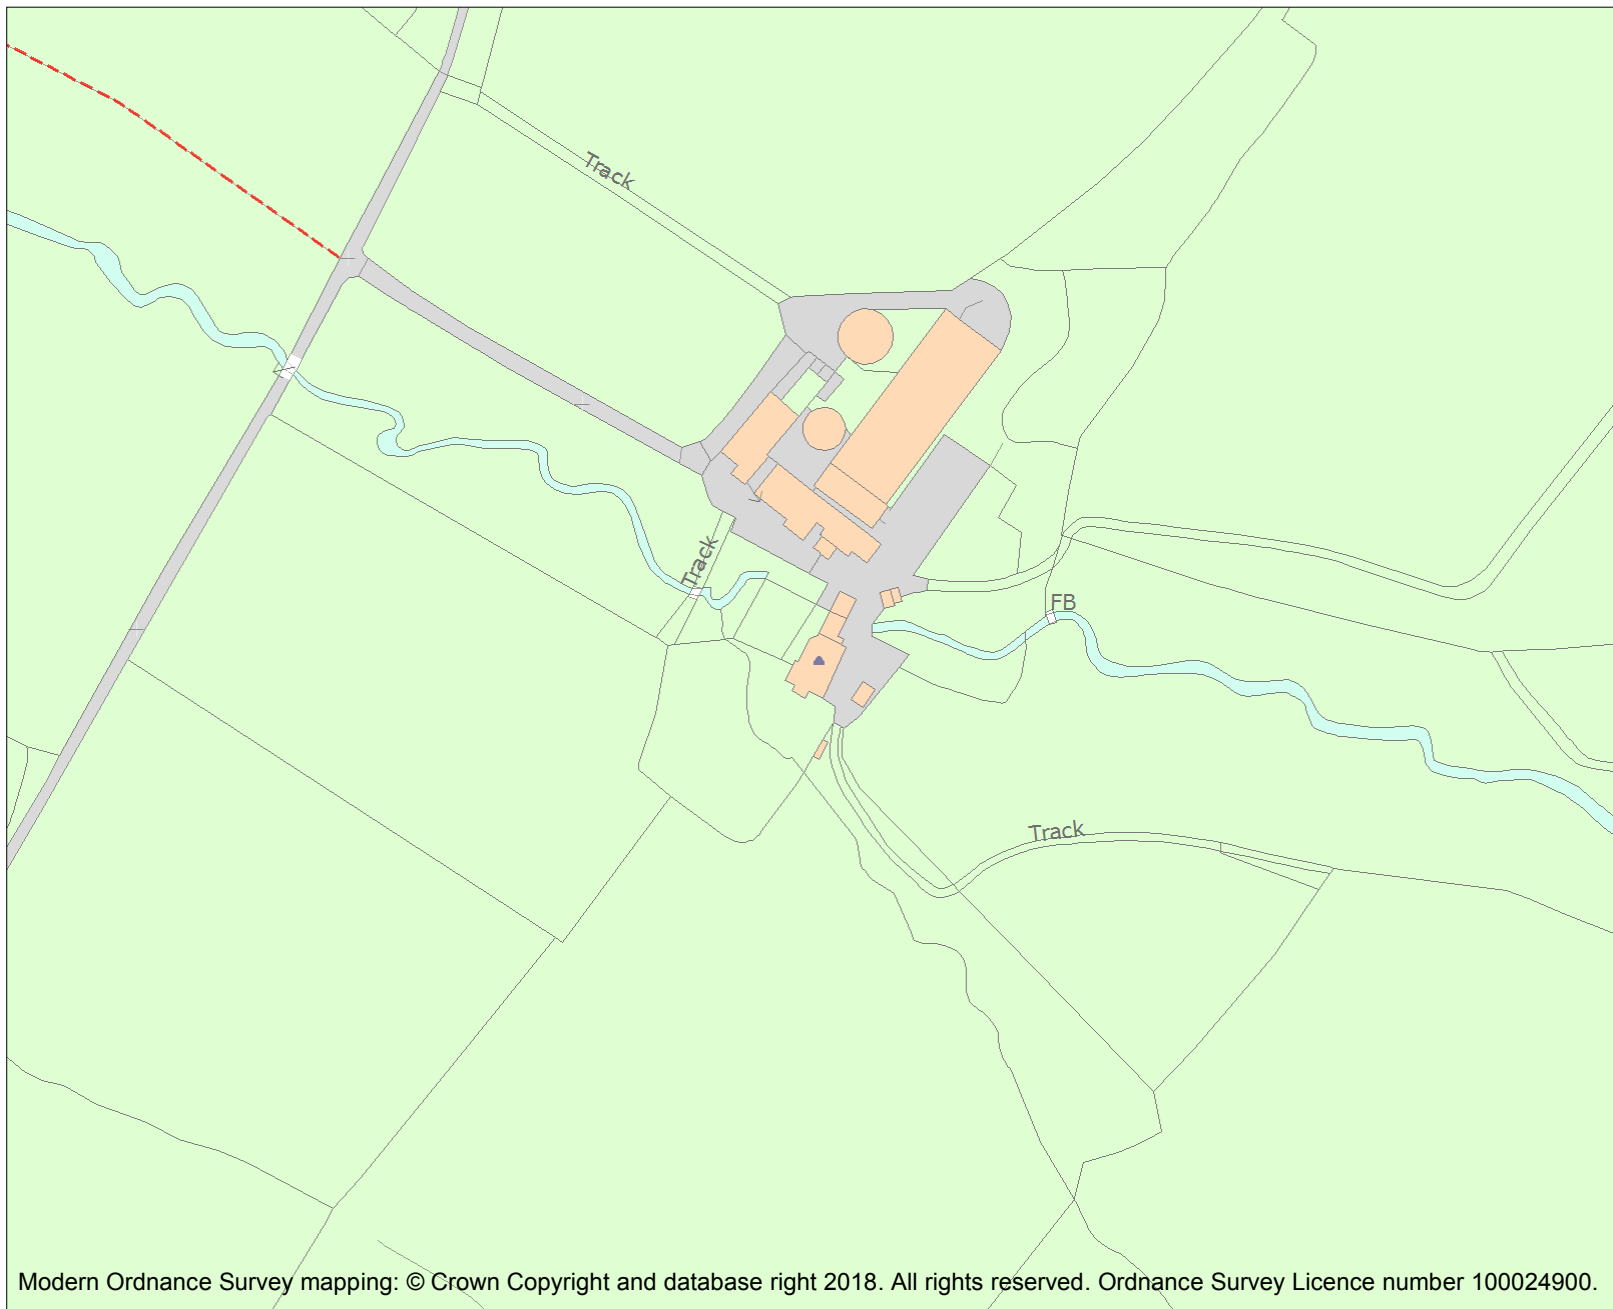 Track
Track
FB
Track
Modern Ordnance Survey mapping: © Crown Copyright and database right 2018. All rights reserved. Ordnance Survey Licence number 100024900.